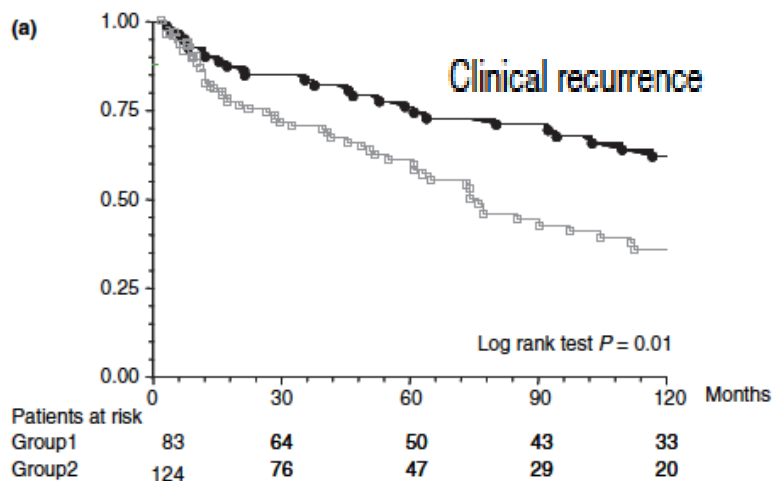 (a)
1.00
Clinical recurrence
0.75
0.50
0.25
Log rank test P = 0.01
0.00
0 30 60 90 120 Months
Patients at risk
Group1 83 64 50 43 33
Group2 124 76 47 29 20